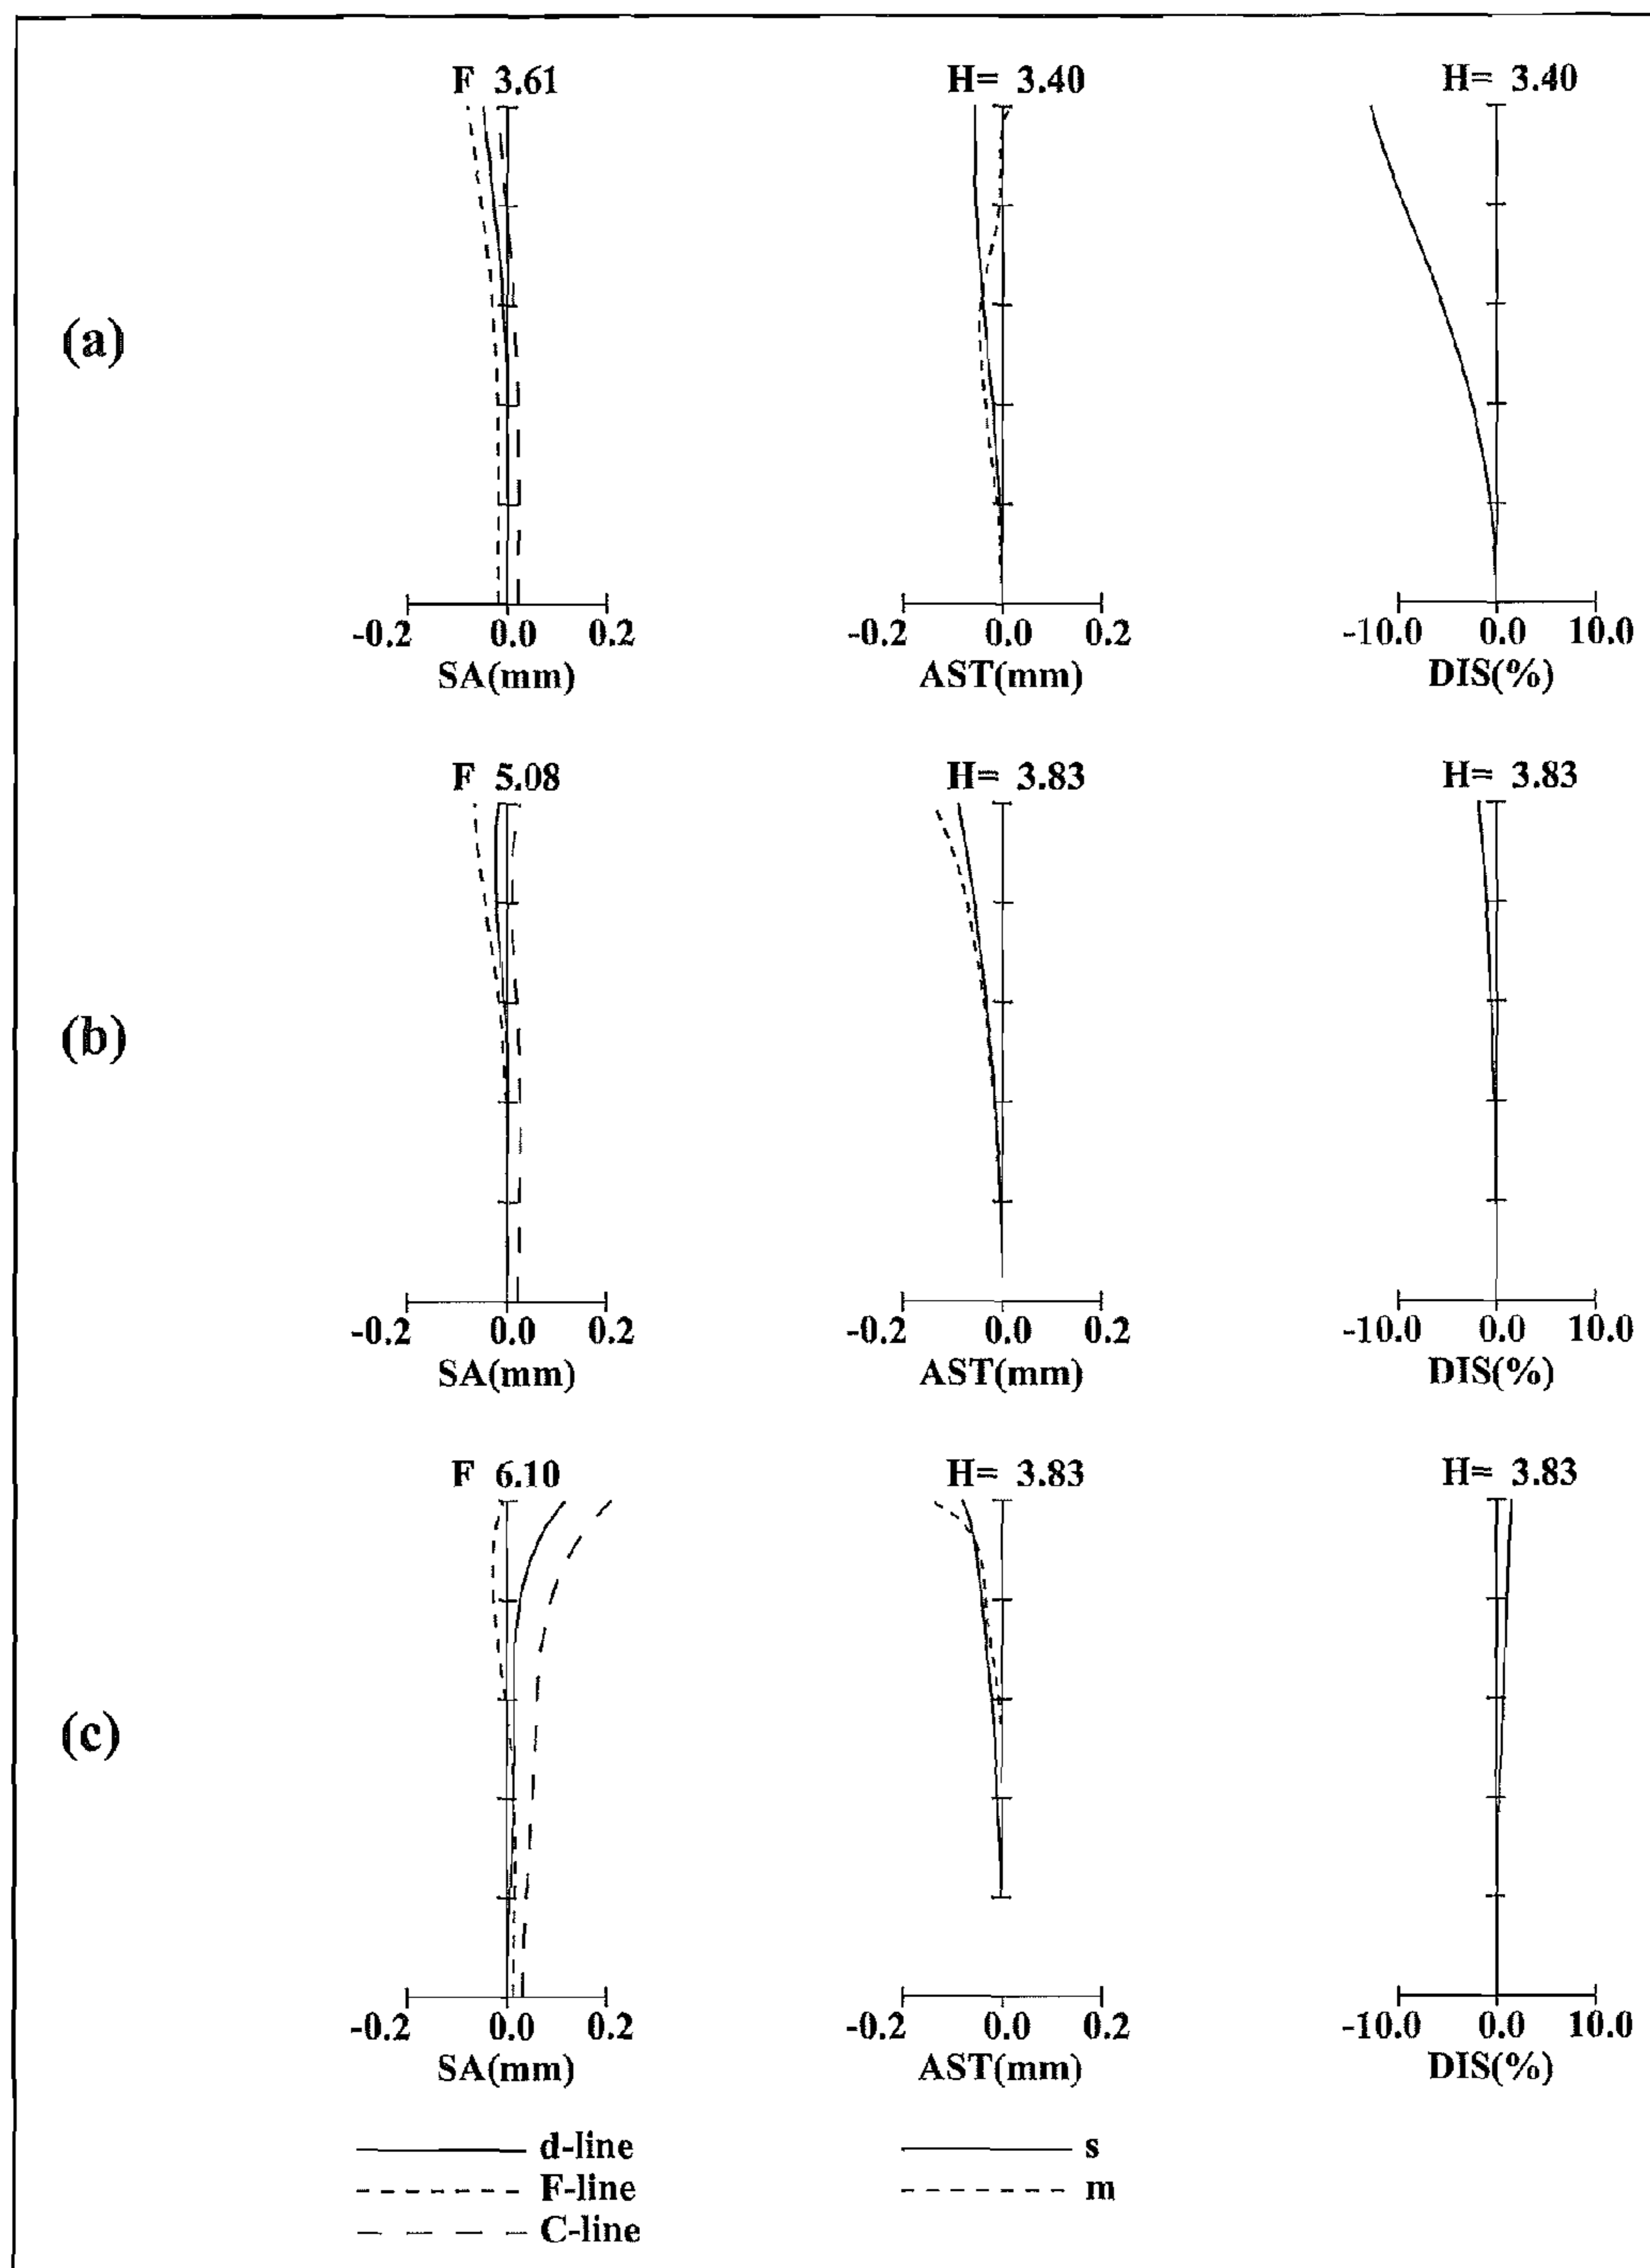 F 3.61 H= 3.40 H= 3.40
(a)
-0.2 0.0 0.2 -0.2 0.0 0.2 -10.0 0.0 10.0
SA(mm) AST(mm) DIS(%)
F 5.08 H= 3.83 H= 3.83
(b)
-0.2 0.0 0.2 -0.2 0.0 0.2 -10.0 0.0 10.0
SA(mm) AST(mm) DIS(%)
F 6.10 H= 3.83 H= 3.83
(c)
-0.2 0.0 0.2 -0.2 0.0 0.2 -10.0 0.0 10.0
SA(mm) AST(mm) DIS(%)
d-line s
F-line m
C-line